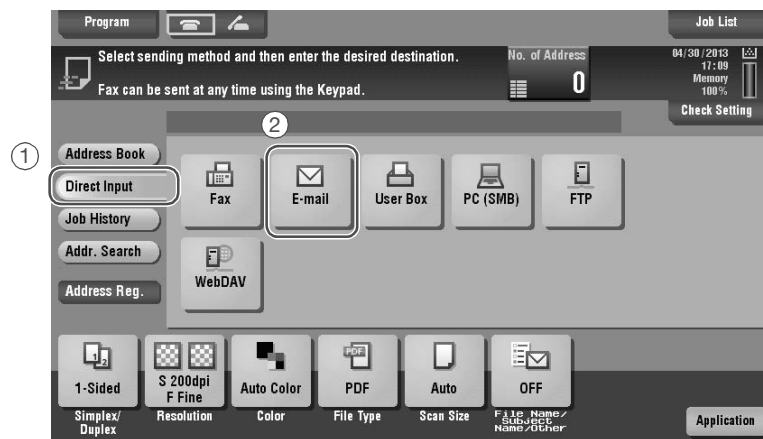 Program
Job List
Select sending method and then enter the desired destination.
Fax can be sent at any time using the Keypad.
No. of Address
0
04/30/2013
17:09
Memory
100%
Check Setting
①
②
Address Book
Direct Input
Job History
Addr. Search
Address Reg.
Fax
E-mail
User Box
PC (SMB)
FTP
WebDAV
1 2
1-Sided
Simplex/
Duplex
S 200dpi
F Fine
Resolution
Auto Color
Color
PDF
PDF
File Type
Auto
Scan Size
OFF
File Name/
Subject
Name/Other
Application